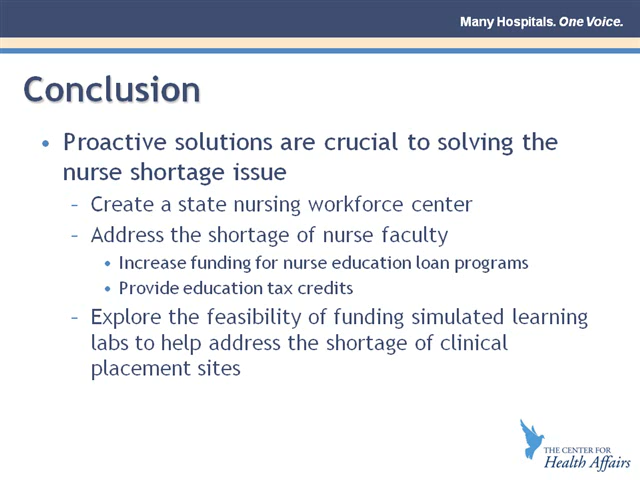 Many Hospitals. One Voice.
Conclusion
• Proactive solutions are crucial to solving the
nurse shortage issue
– Create a state nursing workforce center
– Address the shortage of nurse faculty
• Increase funding for nurse education loan programs
• Provide education tax credits
– Explore the feasibility of funding simulated learning
labs to help address the shortage of clinical
placement sites
THE CENTER FOR
Health Affairs